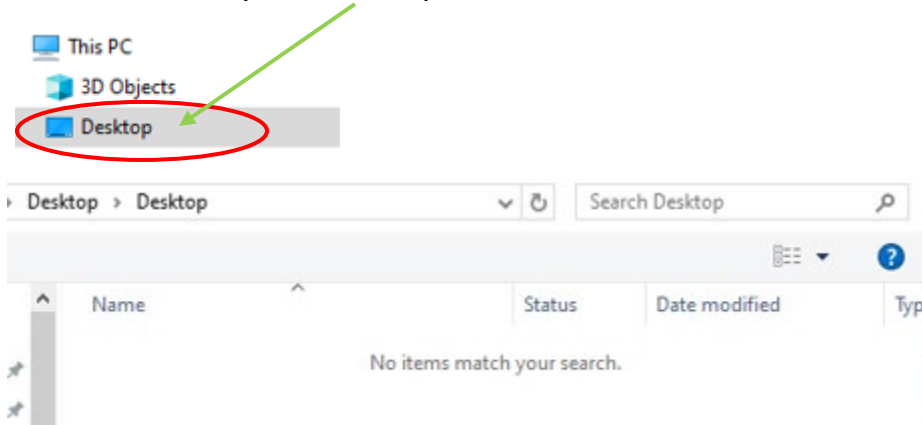 This PC
3D Objects
Desktop
Desktop > Desktop
Search Desktop
Name Status Date modified Typ
No items match your search.